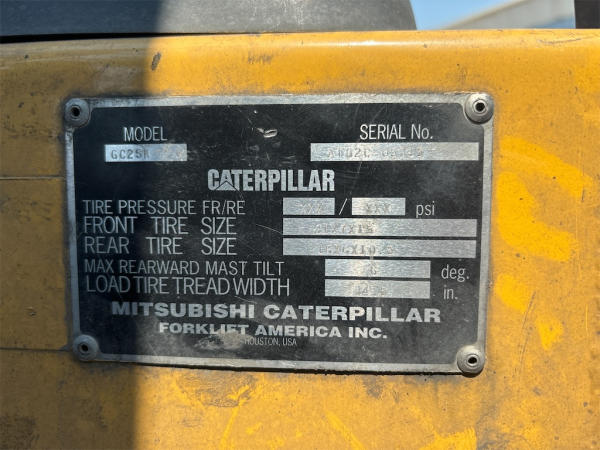 MODEL SERIAL No.
GC25K
CATERPILLAR
TIRE PRESSURE FR/RE / psi
FRONT TIRE SIZE
REAR TIRE SIZE
MAX REARWARD MAST TILT deg.
LOAD TIRE TREAD WIDTH in.
MITSUBISHI CATERPILLAR
FORKLIFT AMERICA INC.
HOUSTON, USA